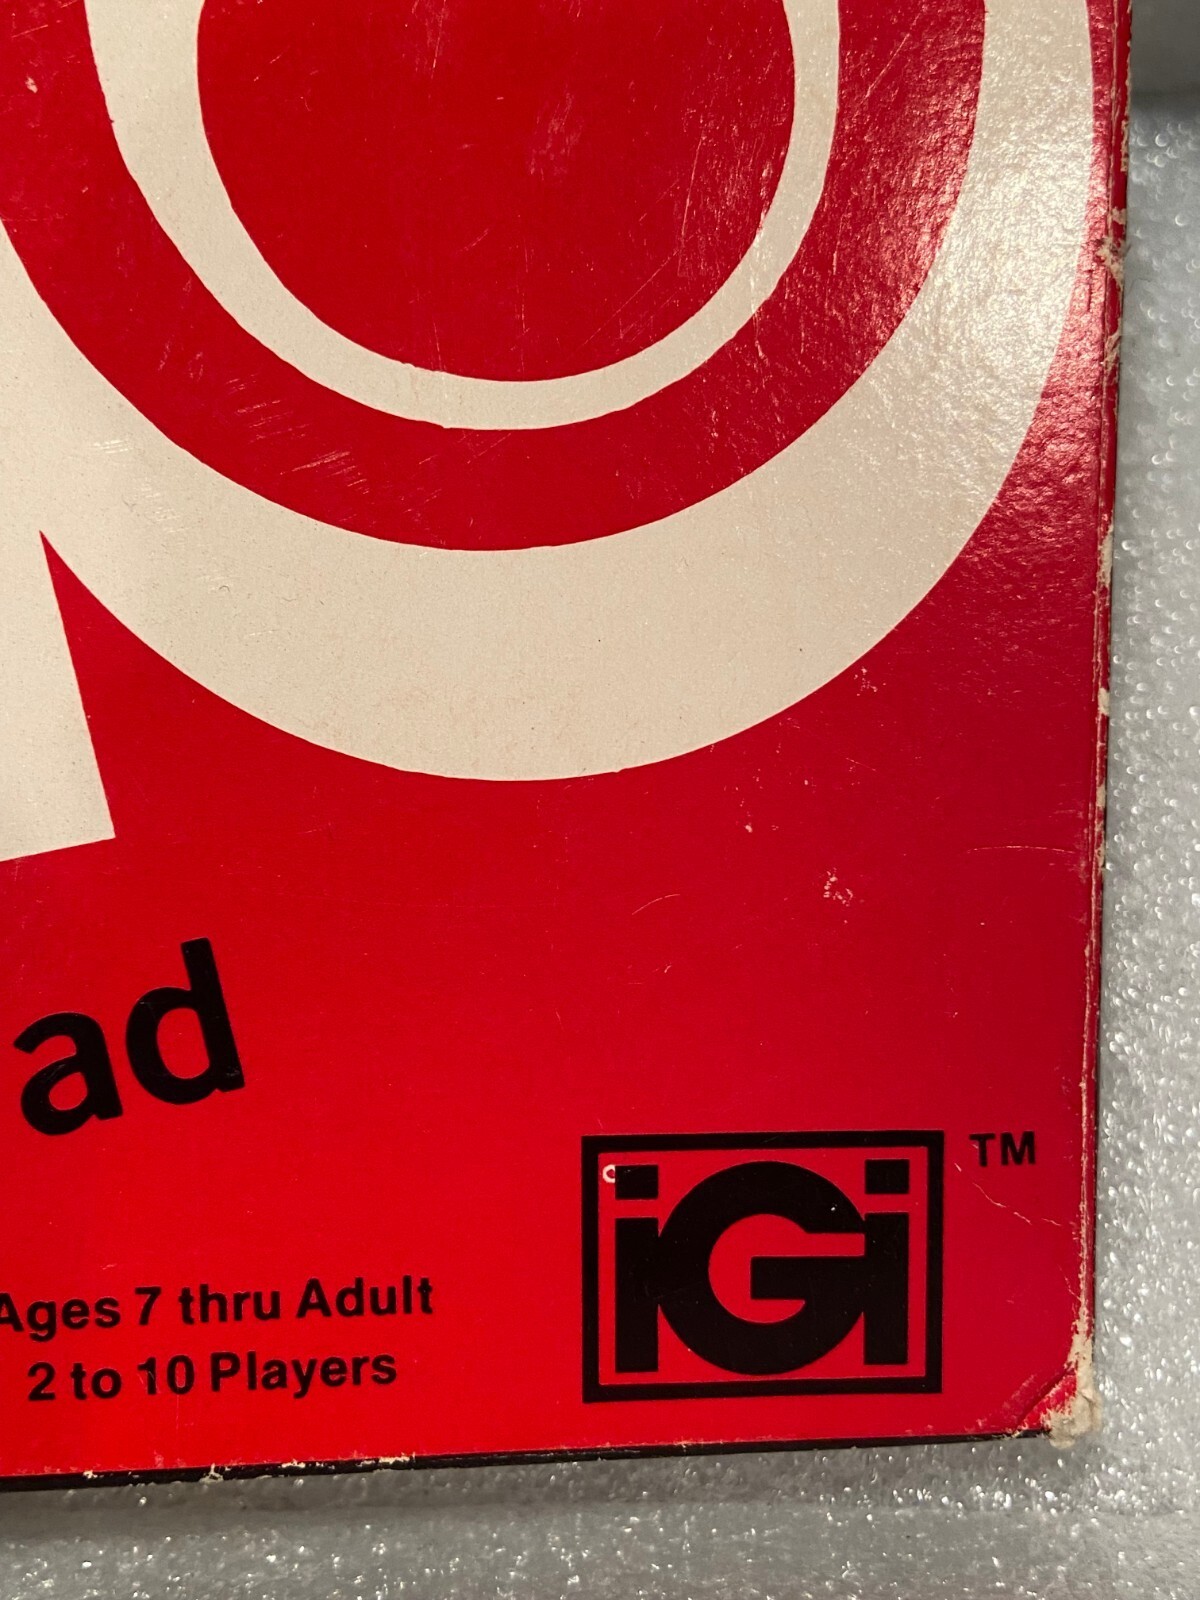 ad
iGi
TM
Ages 7 thru Adult
2 to 10 Players